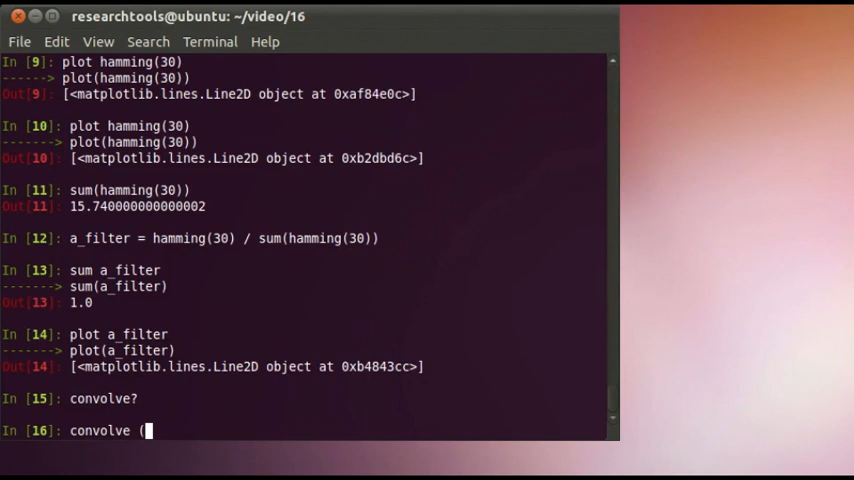 researchtools@ubuntu: ~/video/16
File Edit View Search Terminal Help
In [9]: plot hamming(30)
------> plot(hamming(30))
Out[9]: [<matplotlib.lines.Line2D object at 0xaf84e0c>]
In [10]: plot hamming(30)
-------> plot(hamming(30))
Out[10]: [<matplotlib.lines.Line2D object at 0xb2dbd6c>]
In [11]: sum(hamming(30))
Out[11]: 15.740000000000002
In [12]: a_filter = hamming(30) / sum(hamming(30))
In [13]: sum a_filter
-------> sum(a_filter)
Out[13]: 1.0
In [14]: plot a_filter
-------> plot(a_filter)
Out[14]: [<matplotlib.lines.Line2D object at 0xb4843cc>]
In [15]: convolve?
In [16]: convolve (